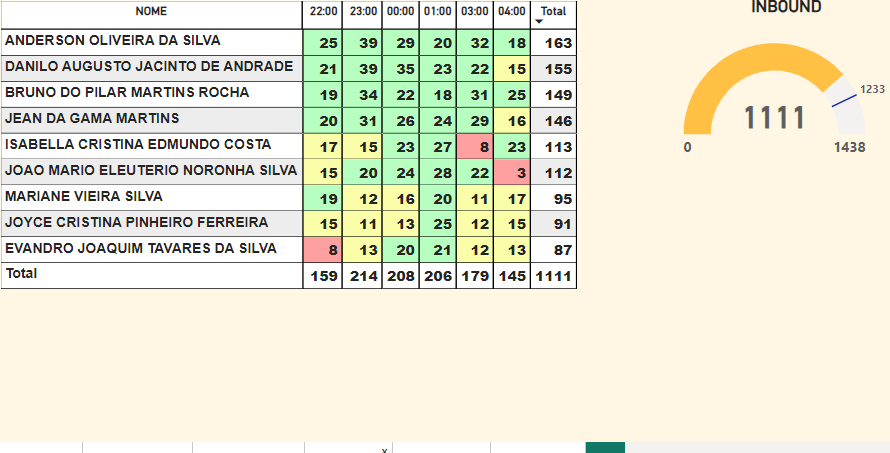 NOME 22:00 23:00 00:00 01:00 03:00 04:00 Total
ANDERSON OLIVEIRA DA SILVA 25 39 29 20 32 18 163
DANILO AUGUSTO JACINTO DE ANDRADE 21 39 35 23 22 15 155
BRUNO DO PILAR MARTINS ROCHA 19 34 22 18 31 25 149
JEAN DA GAMA MARTINS 20 31 26 24 29 16 146
ISABELLA CRISTINA EDMUNDO COSTA 17 15 23 27 8 23 113
JOAO MARIO ELEUTERIO NORONHA SILVA 15 20 24 28 22 3 112
MARIANE VIEIRA SILVA 19 12 16 20 11 17 95
JOYCE CRISTINA PINHEIRO FERREIRA 15 11 13 25 12 15 91
EVANDRO JOAQUIM TAVARES DA SILVA 8 13 20 21 12 13 87
Total 159 214 208 206 179 145 1111
INBOUND
1233
1111
0 1438
x